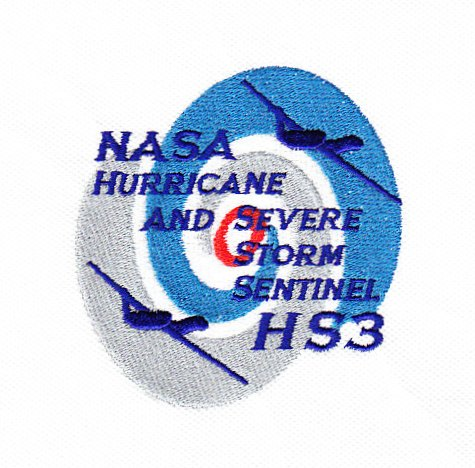 NASA
HURRICANE
AND SEVERE
STORM
SENTINEL
HS3